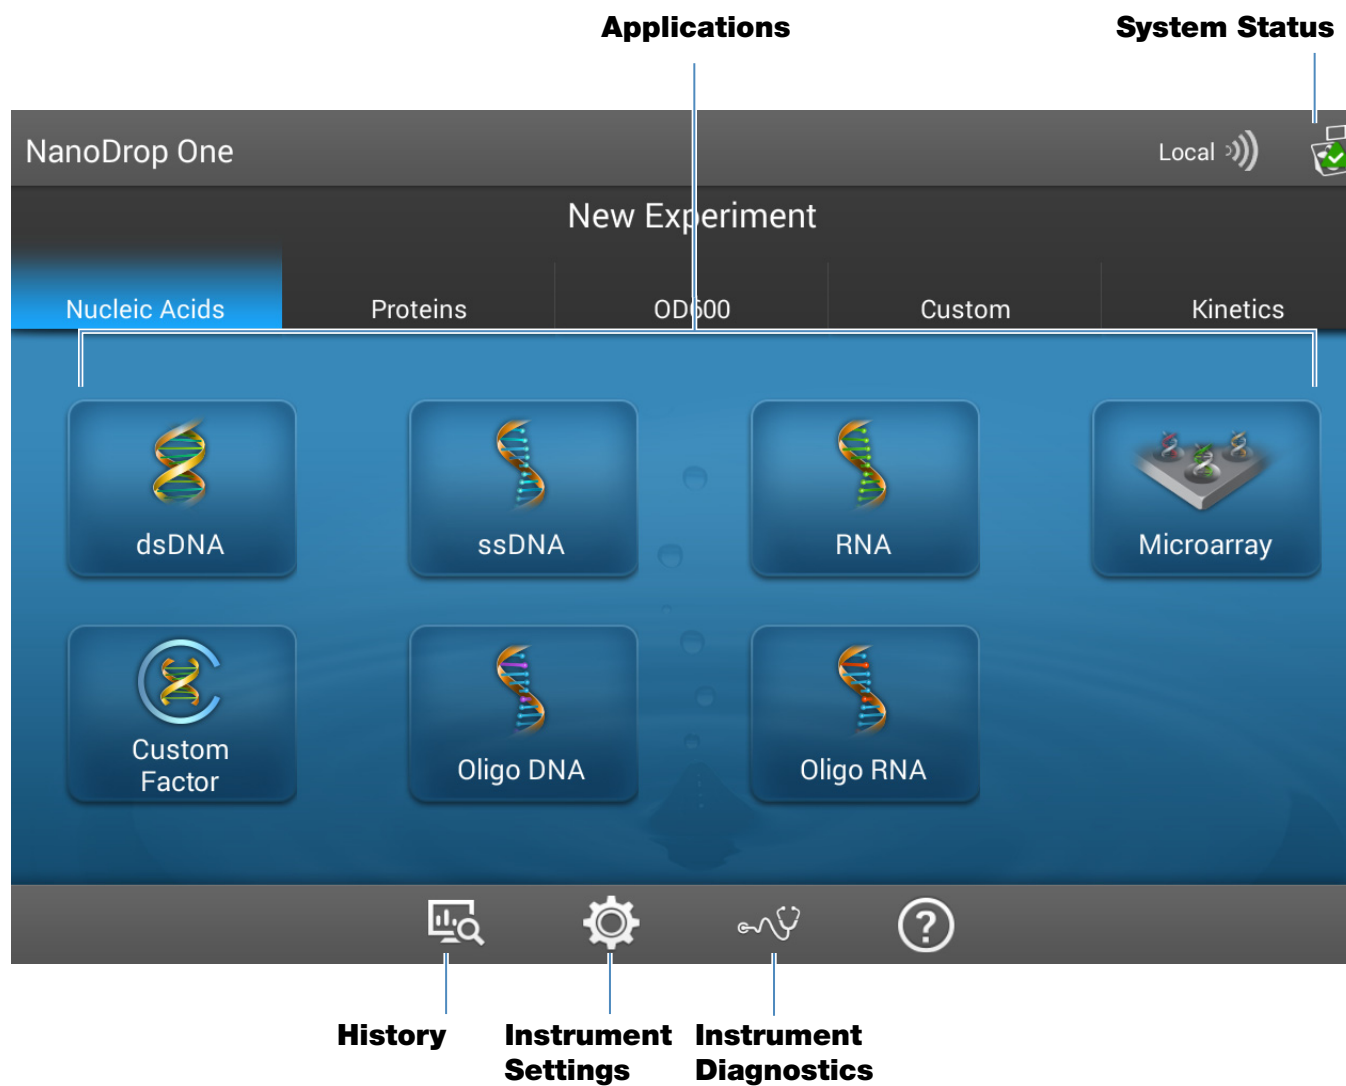 Applications
System Status
NanoDrop One
Local
New Experiment
Nucleic Acids
Proteins
OD600
Custom
Kinetics
dsDNA
ssDNA
RNA
Microarray
Custom
Factor
Oligo DNA
Oligo RNA
?
History
Instrument
Settings
Instrument
Diagnostics